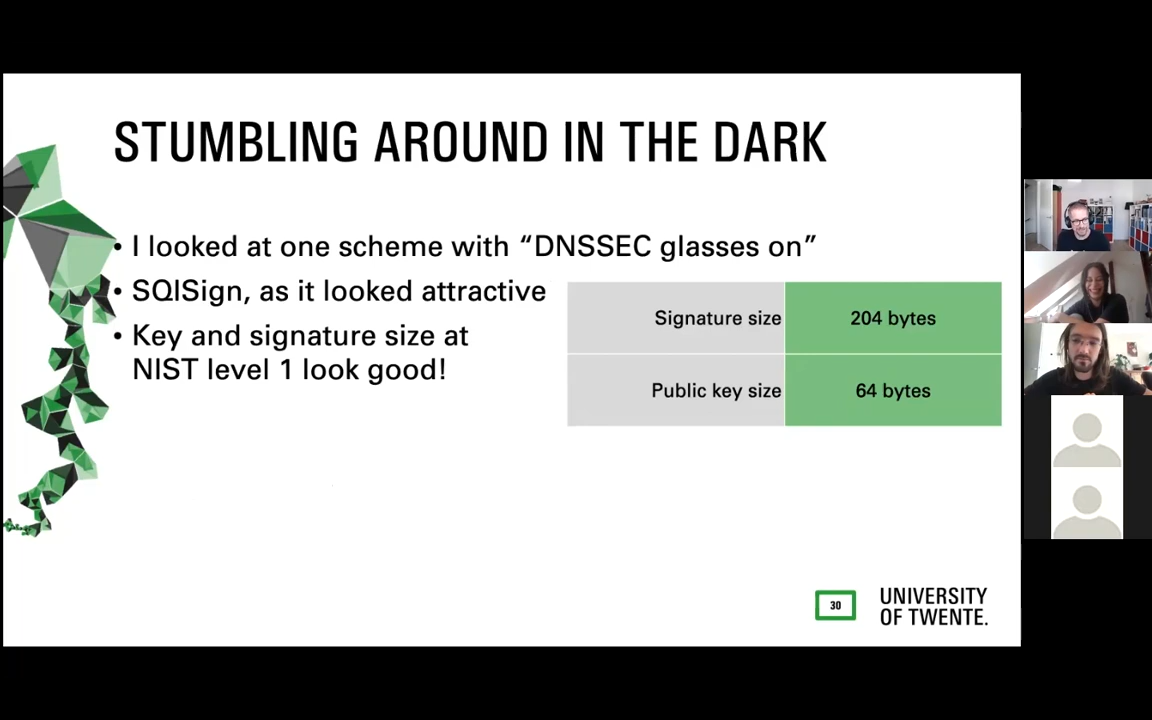 STUMBLING AROUND IN THE DARK
• I looked at one scheme with “DNSSEC glasses on”
• SQISign, as it looked attractive
• Key and signature size at
NIST level 1 look good!
Signature size 204 bytes
Public key size 64 bytes
30
UNIVERSITY
OF TWENTE.